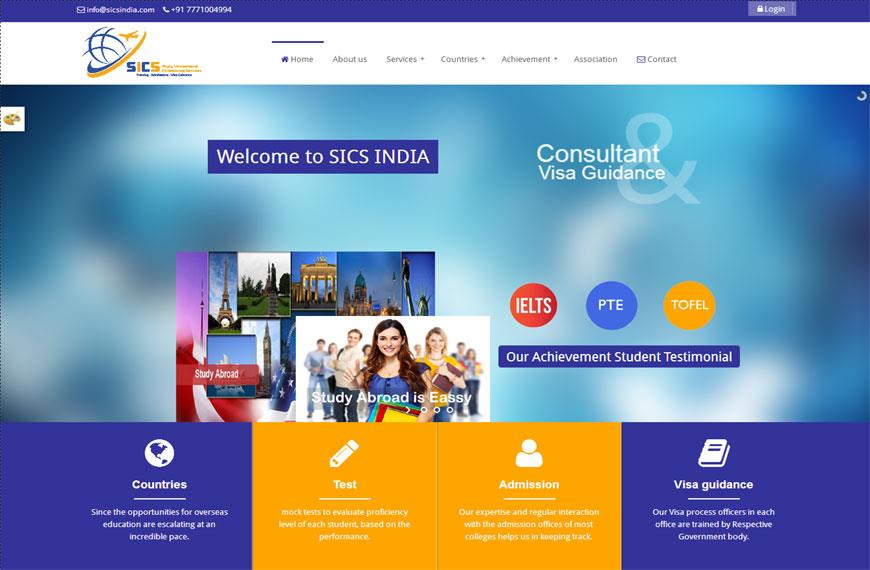 info@sicsindia.com +91 7771004994
Login
SICS Study, International
Training - Admissions - Visa Guidance
Home About us Services + Countries + Achievement + Association Contact
Welcome to SICS INDIA
&
Consultant
Visa Guidance
Study Abroad
Study Abroad is Eassy
IELTS PTE TOFEL
Our Achievement Student Testimonial
Countries
Since the opportunities for overseas
education are escalating at an
incredible pace.
Test
mock tests to evaluate proficiency
level of each student, based on the
performance.
Admission
Our expertise and regular interaction
with the admission offices of most
colleges helps us in keeping track.
Visa guidance
Our Visa process officers in each
office are trained by Respective
Government body.